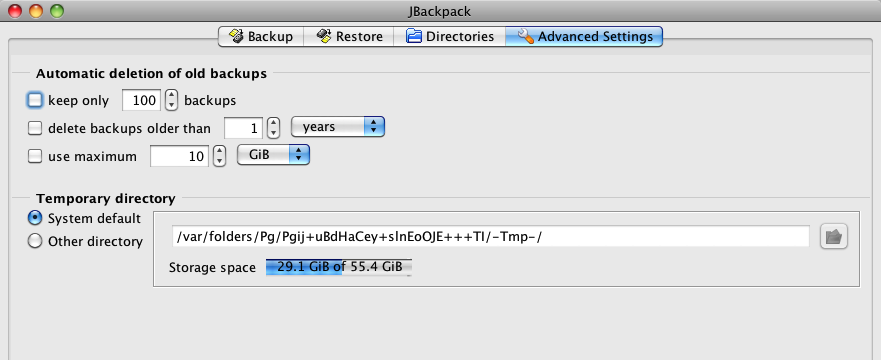 JBackpack
Backup Restore Directories Advanced Settings
Automatic deletion of old backups
keep only 100 backups
delete backups older than 1 years
use maximum 10 GiB
Temporary directory
System default
/var/folders/Pg/Pgij+uBdHaCey+slnEoOJE+++TI/-Tmp-/
Other directory
Storage space 29.1 GiB of 55.4 GiB